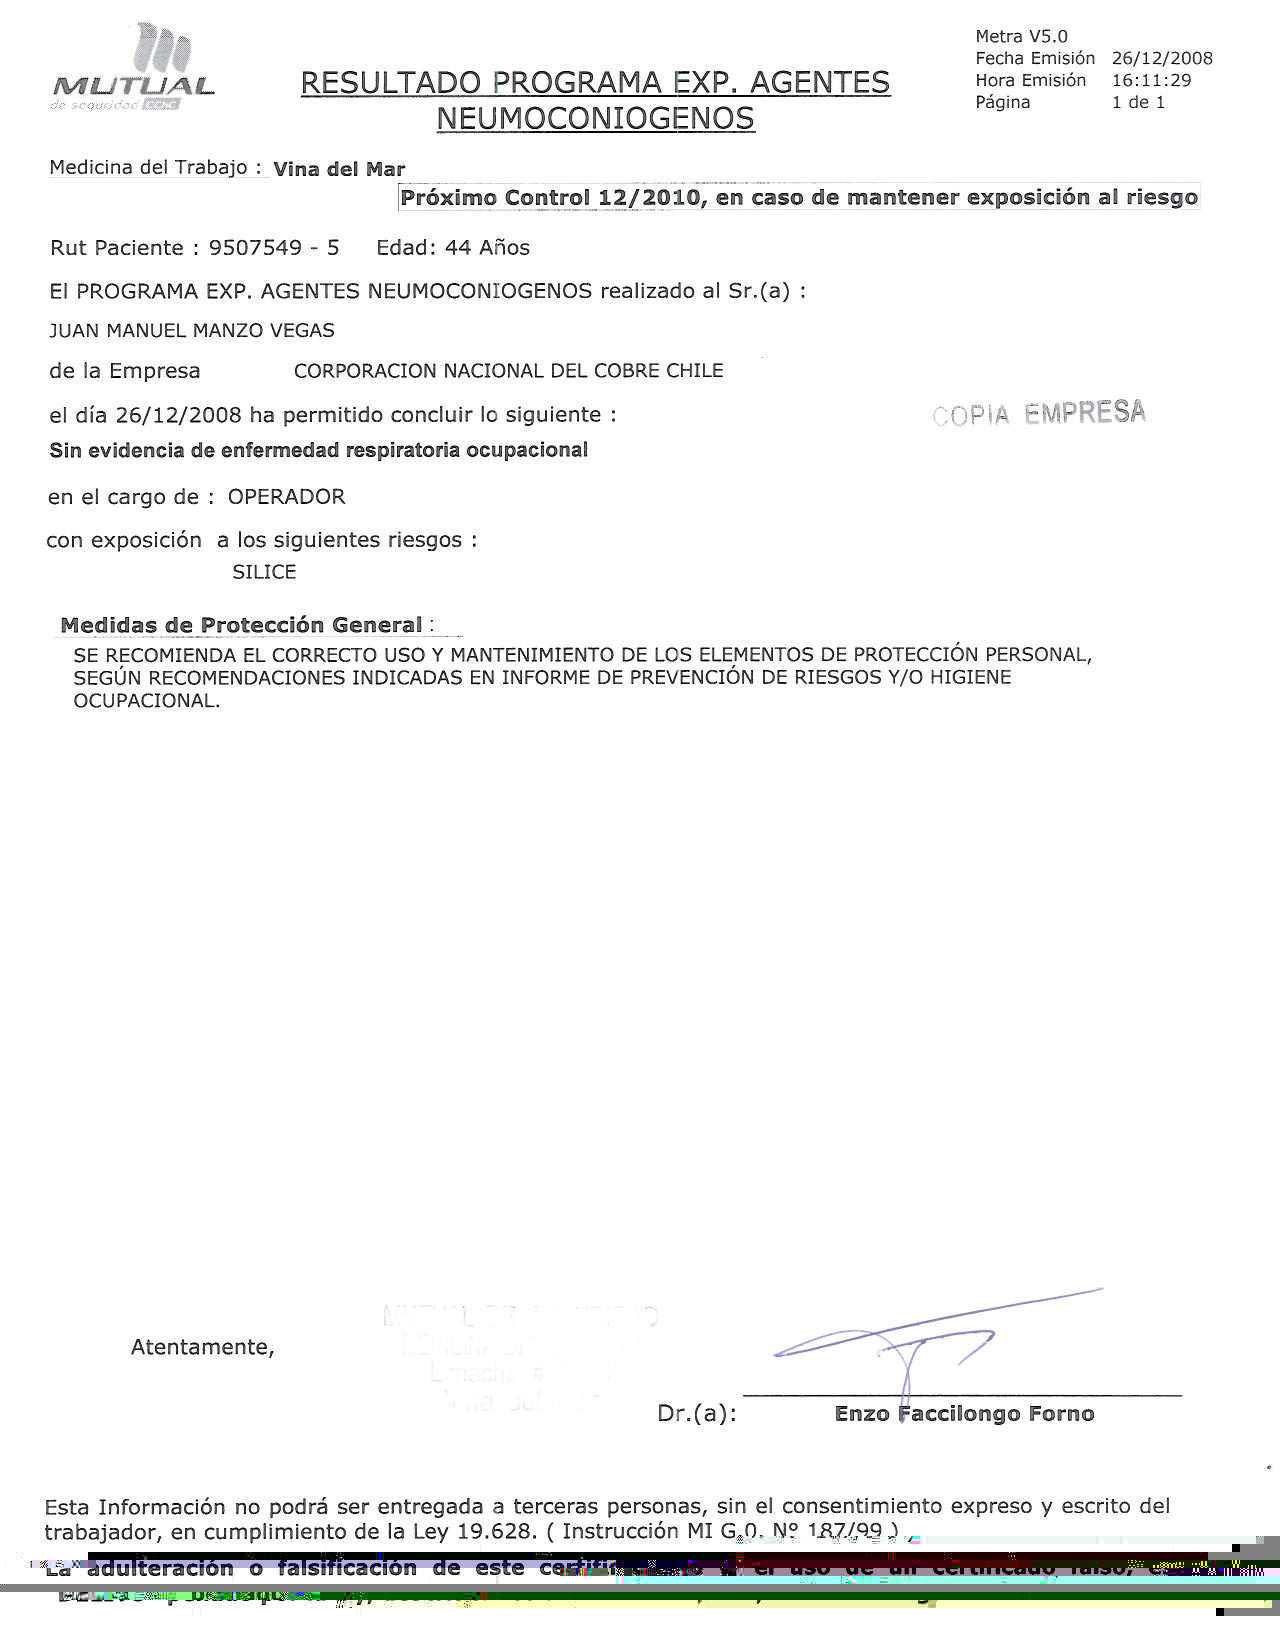 MUTUAL
de seguridad CChC
RESULTADO PROGRAMA EXP. AGENTES
NEUMOCONIOGENOS
Metra V5.0
Fecha Emisión 26/12/2008
Hora Emisión 16:11:29
Página 1 de 1
Medicina del Trabajo : Vina del Mar
Próximo Control 12/2010, en caso de mantener exposición al riesgo
Rut Paciente : 9507549 - 5 Edad: 44 Años
El PROGRAMA EXP. AGENTES NEUMOCONIOGENOS realizado al Sr.(a) :
JUAN MANUEL MANZO VEGAS
de la Empresa CORPORACION NACIONAL DEL COBRE CHILE
el día 26/12/2008 ha permitido concluir lo siguiente :
COPIA EMPRESA
Sin evidencia de enfermedad respiratoria ocupacional
en el cargo de : OPERADOR
con exposición a los siguientes riesgos :
SILICE
Medidas de Protección General :
SE RECOMIENDA EL CORRECTO USO Y MANTENIMIENTO DE LOS ELEMENTOS DE PROTECCIÓN PERSONAL,
SEGÚN RECOMENDACIONES INDICADAS EN INFORME DE PREVENCIÓN DE RIESGOS Y/O HIGIENE
OCUPACIONAL.
MUTUAL
MEDICINA
Limache #
Viña del
Atentamente,
Dr.(a): Enzo Faccilongo Forno
Esta Información no podrá ser entregada a terceras personas, sin el consentimiento expreso y escrito del
trabajador, en cumplimiento de la Ley 19.628. ( Instrucción MI G.0. Nº 187/99 )
La adulteración o falsificación de este certificado o el uso de un certificado falso,